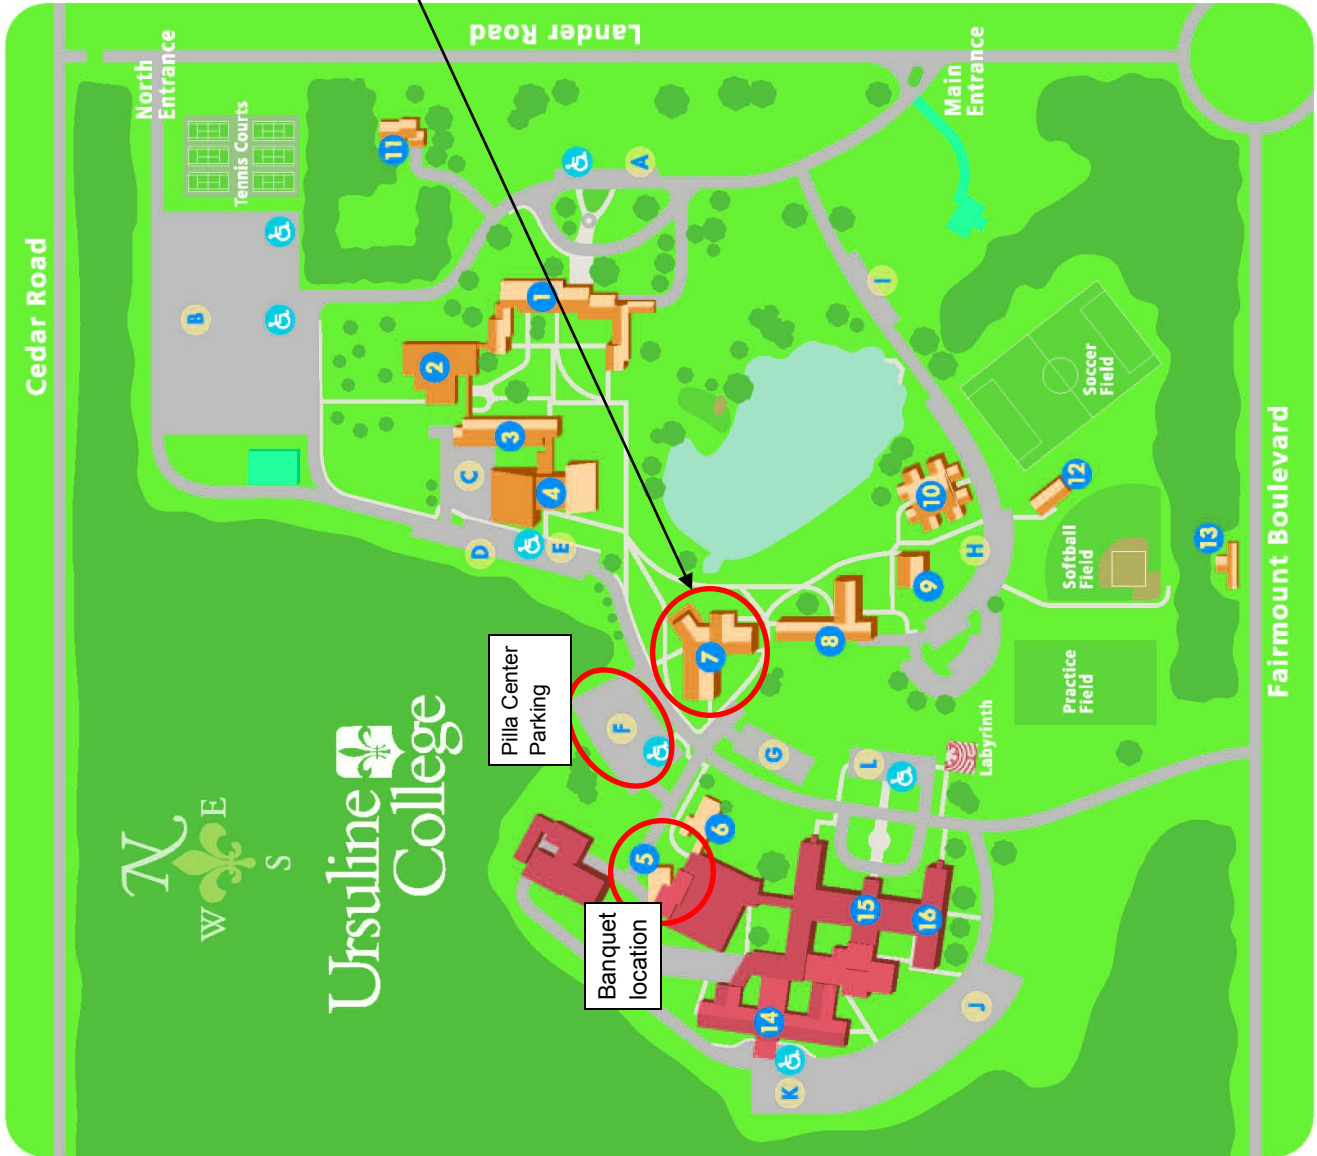 Lander Road
Cedar Road
Fairmount Boulevard
North
Entrance
Main
Entrance
Tennis Courts
11
A
B
I
1
2
3
C
4
D
E
Soccer
Field
10
12
H
9
Softball
Field
13
7
8
Practice
Field
Pilla Center
Parking
F
G
L
Labyrinth
N
W
E
S
Ursuline
College
6
5
Banquet
location
15
16
14
J
K